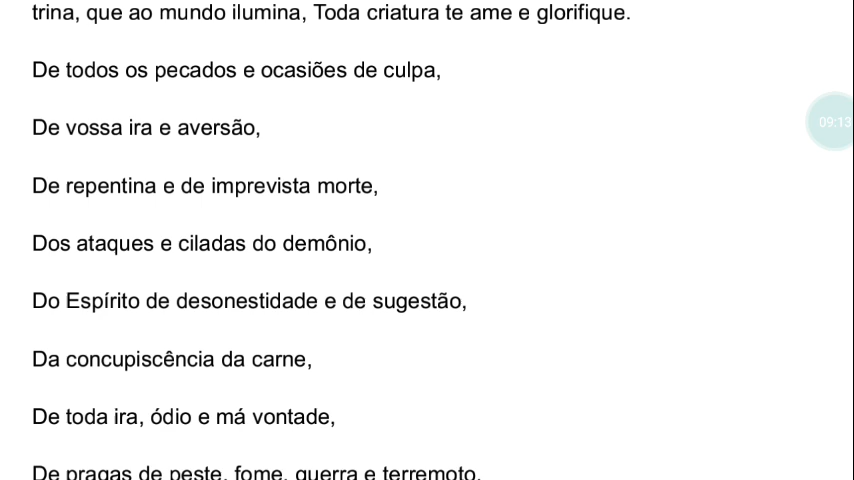 trina, que ao mundo ilumina, Toda criatura te ame e glorifique.
De todos os pecados e ocasiões de culpa,
09:13
De vossa ira e aversão,
De repentina e de imprevista morte,
Dos ataques e ciladas do demônio,
Do Espírito de desonestidade e de sugestão,
Da concupiscência da carne,
De toda ira, ódio e má vontade,
De pragas de peste, fome, guerra e terremoto,